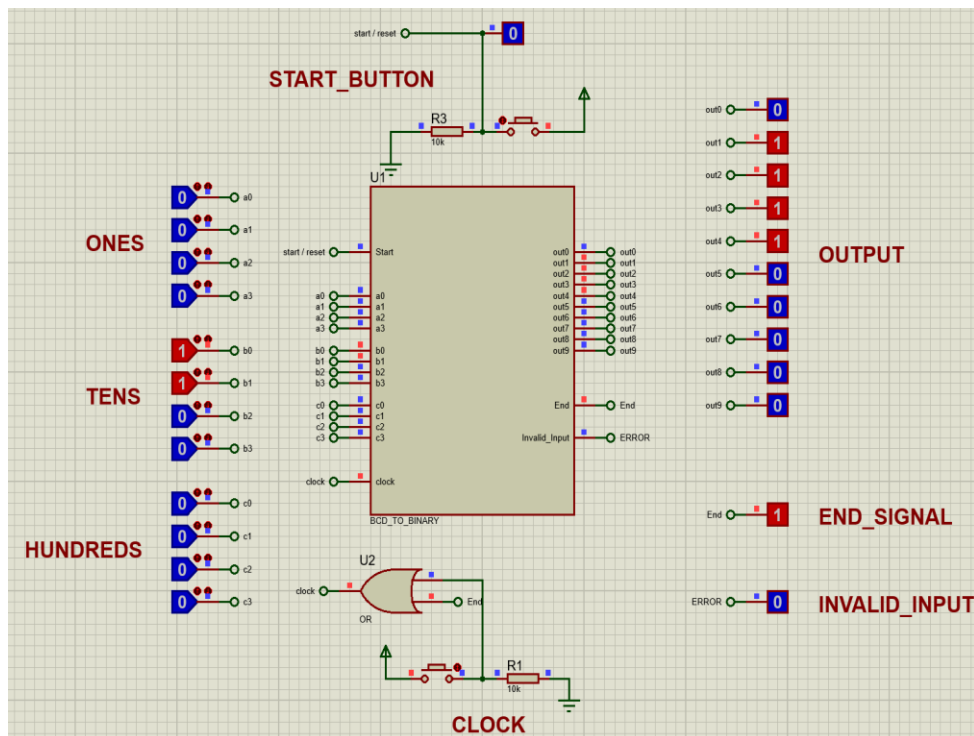 start / reset
0
START_BUTTON
R3
10k
U1
0 a0
0 a1
0 a2
0 a3
ONES
1 b0
1 b1
0 b2
0 b3
TENS
0 c0
0 c1
0 c2
0 c3
HUNDREDS
start / reset Start
a0 a0
a1 a1
a2 a2
a3 a3
b0 b0
b1 b1
b2 b2
b3 b3
c0 c0
c1 c1
c2 c2
c3 c3
clock clock
out0 out0
out1 out1
out2 out2
out3 out3
out4 out4
out5 out5
out6 out6
out7 out7
out8 out8
out9 out9
End End
Invalid_Input ERROR
BCD_TO_BINARY
out0 0
out1 1
out2 1
out3 1
out4 1
out5 0
out6 0
out7 0
out8 0
out9 0
OUTPUT
End 1 END_SIGNAL
ERROR 0 INVALID_INPUT
U2
clock
End
OR
R1
10k
CLOCK